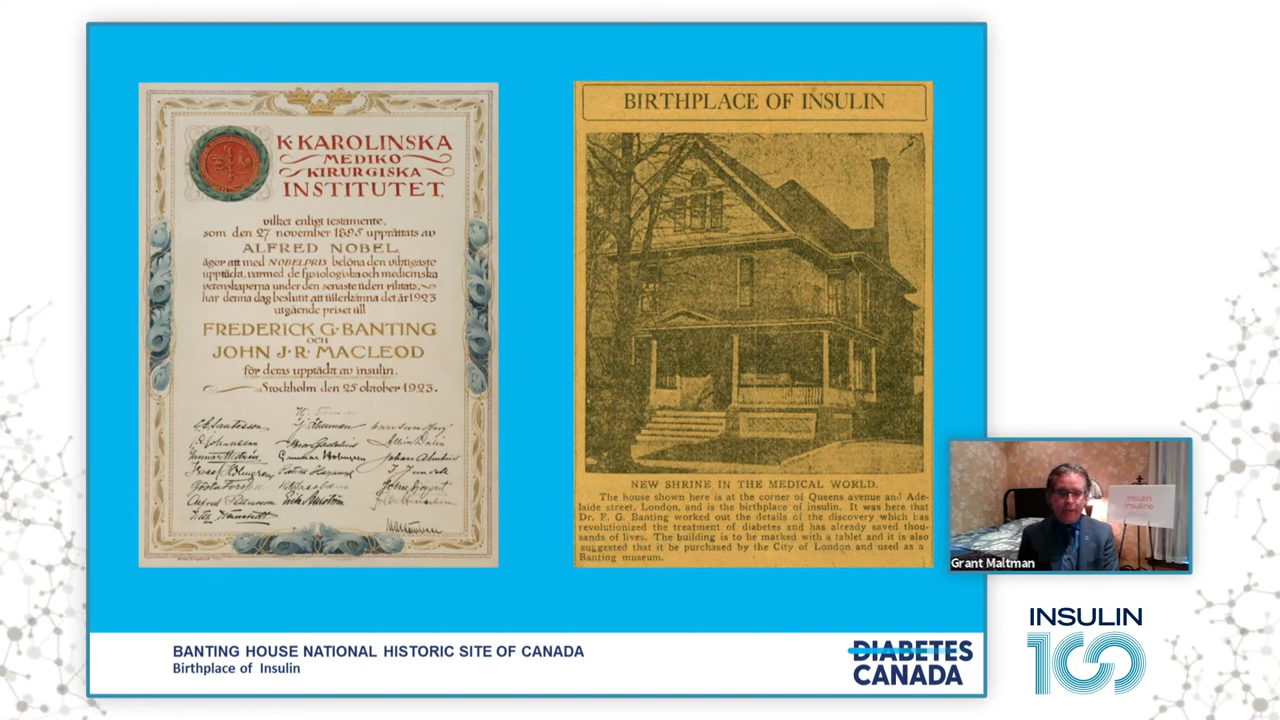 K. KAROLINSKA
MEDIKO
KIRURGISKA
INSTITUTET,
vilket enligt testamente,
som den 27 november 1895 upprättats av
ALFRED NOBEL,
äger att med NOBELPRIS belöna den viktigaste
upptäckt, varmed de fysiologiska och medicinska
vetenskaperna under den senaste tiden riktats,
har denna dag beslutit att tillerkänna det år 1923
utgående priset till
FREDERICK G. BANTING
OCH
JOHN J. R. MACLEOD
för deras upptäckt av insulin.
Stockholm den 25 oktober 1923.
BIRTHPLACE OF INSULIN
NEW SHRINE IN THE MEDICAL WORLD.
The house shown here is at the corner of Queens avenue and Ade-
laide street, London, and is the birthplace of insulin. It was here that
Dr. F. G. Banting worked out the details of the discovery which has
revolutionized the treatment of diabetes and has already saved thou-
sands of lives. The building is to be marked with a tablet and it is also
suggested that it be purchased by the City of London and used as a
Banting museum.
insulin
insuline
Grant Maltman
BANTING HOUSE NATIONAL HISTORIC SITE OF CANADA
Birthplace of Insulin
DIABETES
CANADA
INSULIN
100